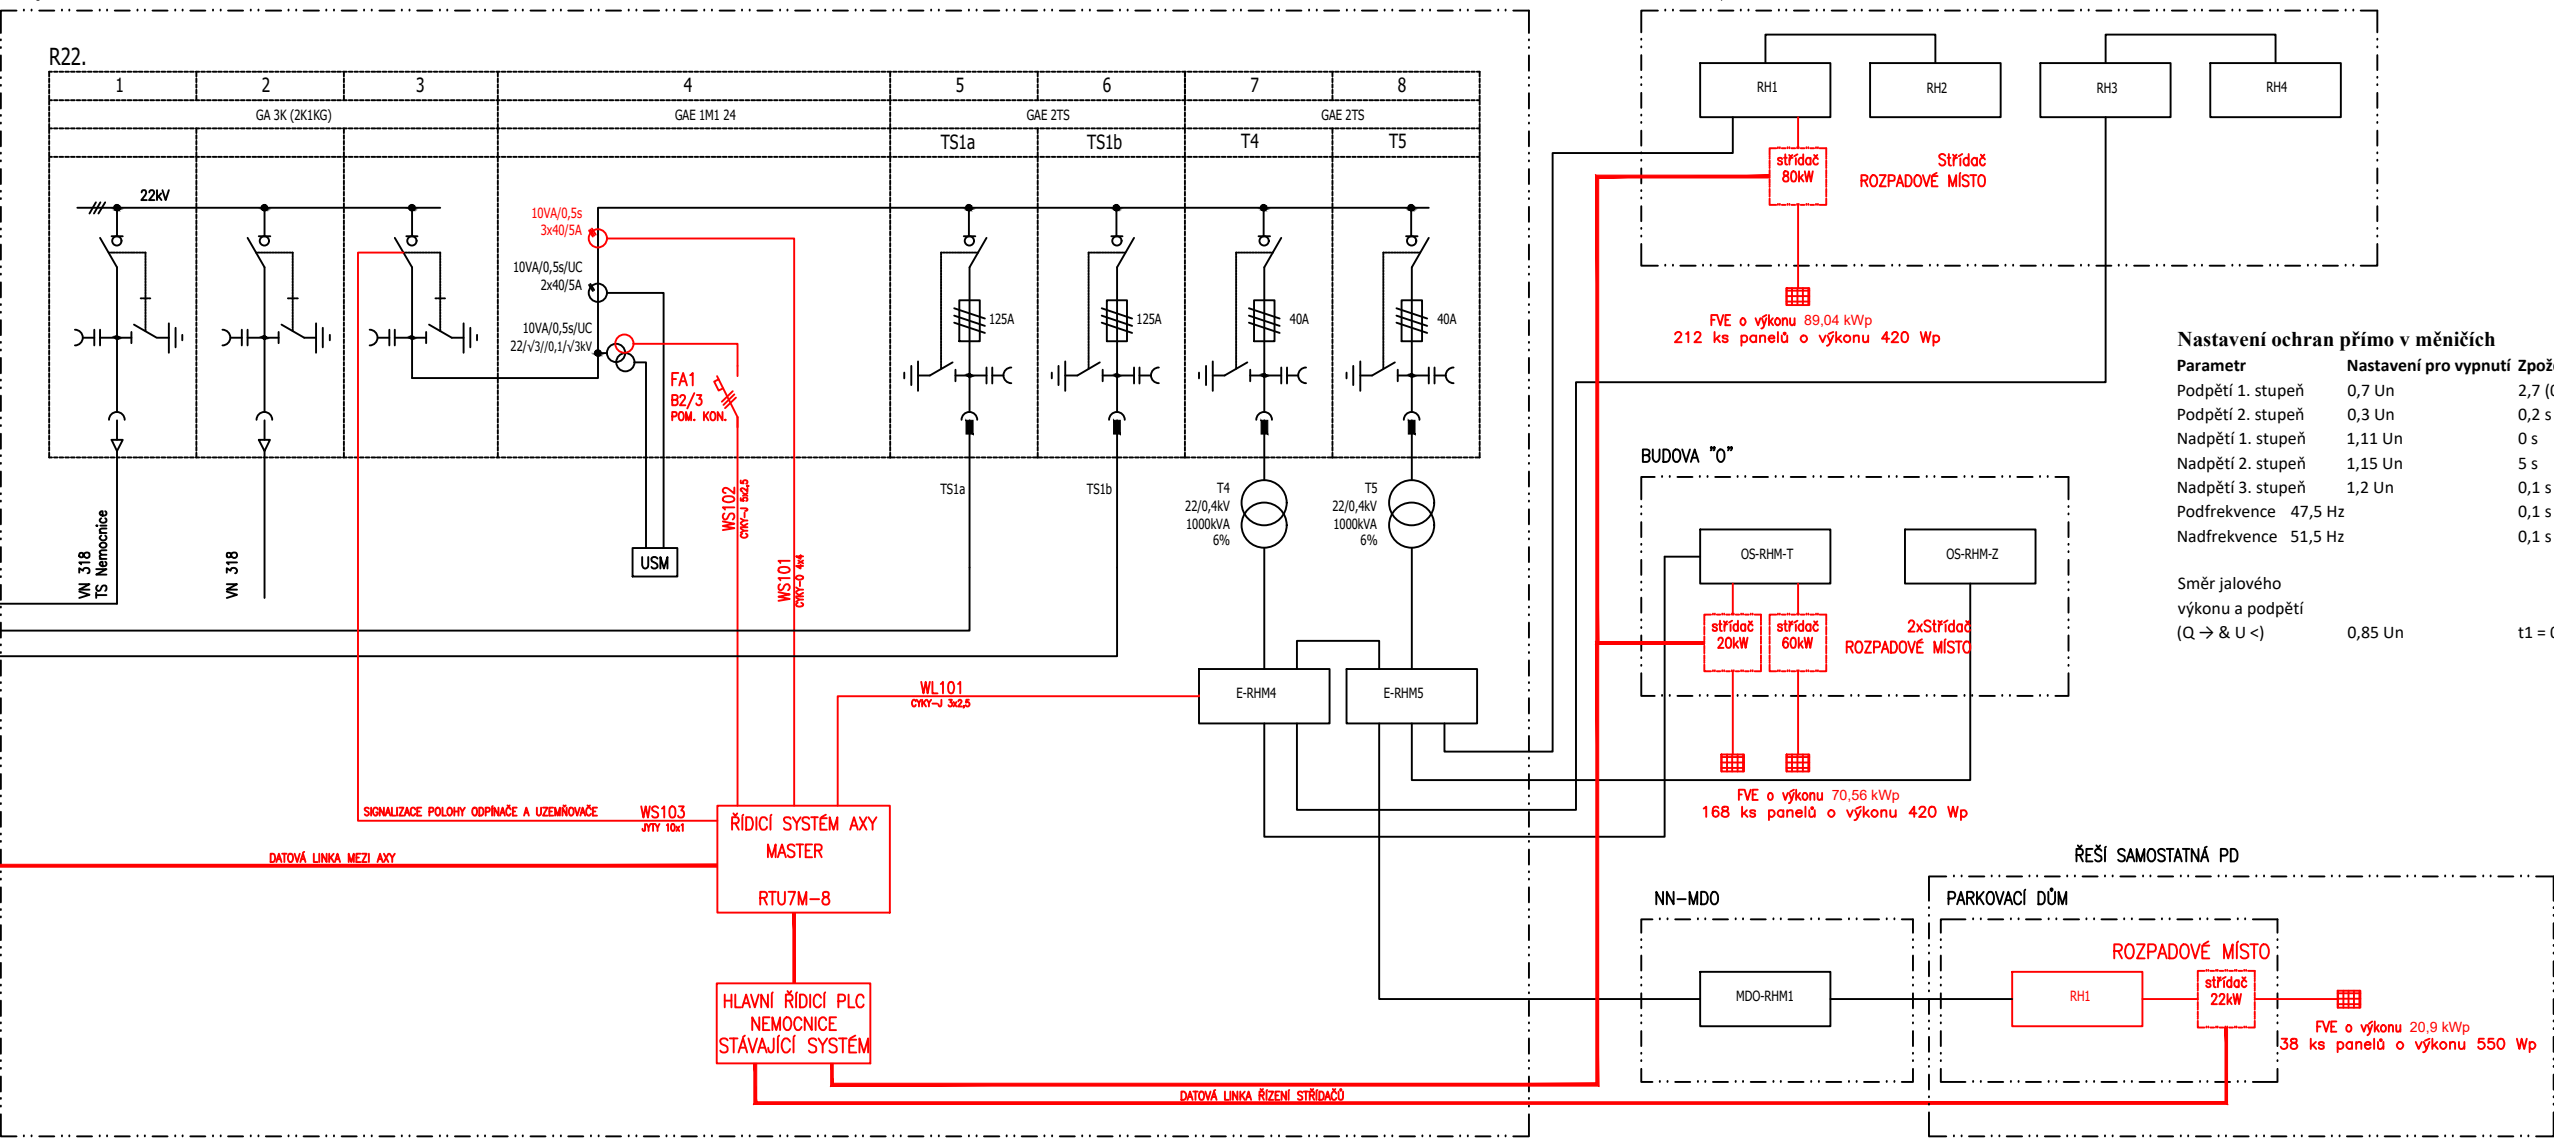 R22.
1 2 3 4 5 6 7 8
GA 3K (2K1KG) GAE 1M1 24 GAE 2TS GAE 2TS
TS1a TS1b T4 T5
22kV
10VA/0,5s
3x40/5A
10VA/0,5s/UC
2x40/5A
10VA/0,5s/UC
22/√3//0,1/√3kV
FA1
B2/3
POM. KON.
125A
125A
40A
40A
VN 318
TS Nemocnice
VN 318
USM
WS102
CYKY-J 5x2,5
WS101
CYKY-O 4x4
TS1a
TS1b
T4
22/0,4kV
1000kVA
6%
T5
22/0,4kV
1000kVA
6%
WL101
CYKY-J 3x2,5
E-RHM4
E-RHM5
SIGNALIZACE POLOHY ODPÍNAČE A UZEMŇOVAČE
WS103
JYTY 10x1
DATOVÁ LINKA MEZI AXY
ŘÍDICÍ SYSTÉM AXY
MASTER
RTU7M-8
HLAVNÍ ŘÍDICÍ PLC
NEMOCNICE
STÁVAJÍCÍ SYSTÉM
DATOVÁ LINKA ŘÍZENÍ STŘÍDAČŮ
RH1
RH2
RH3
RH4
střídač
80kW
Střídač
ROZPADOVÉ MÍSTO
FVE o výkonu 89,04 kWp
212 ks panelů o výkonu 420 Wp
BUDOVA "O"
OS-RHM-T
OS-RHM-Z
střídač
20kW
střídač
60kW
2xStřídač
ROZPADOVÉ MÍSTO
FVE o výkonu 70,56 kWp
168 ks panelů o výkonu 420 Wp
Nastavení ochran přímo v měničích
Parametr Nastavení pro vypnutí
Podpětí 1. stupeň 0,7 Un 2,7
Podpětí 2. stupeň 0,3 Un 0,2 s
Nadpětí 1. stupeň 1,11 Un 0 s
Nadpětí 2. stupeň 1,15 Un 5 s
Nadpětí 3. stupeň 1,2 Un 0,1 s
Podfrekvence 47,5 Hz 0,1 s
Nadfrekvence 51,5 Hz 0,1 s
Směr jalového
výkonu a podpětí
(Q → & U <) 0,85 Un t1 =
ŘEŠÍ SAMOSTATNÁ PD
NN-MDO
PARKOVACÍ DŮM
ROZPADOVÉ MÍSTO
MDO-RHM1
RH1
střídač
22kW
FVE o výkonu 20,9 kWp
38 ks panelů o výkonu 550 Wp